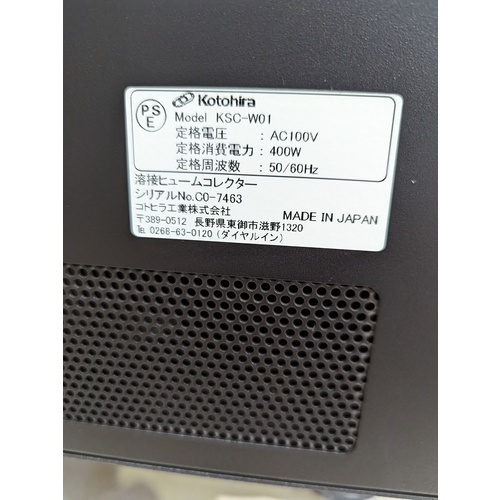 PS
E
Kotohira
Model KSC-W01
定格電圧 : AC100V
定格消費電力 : 400W
定格周波数 : 50/60Hz
溶接ヒュームコレクター
シリアルNo.C0-7463
コトヒラ工業株式会社 MADE IN JAPAN
〒389-0512 長野県東御市滋野1320
℡ 0268-63-0120 (ダイヤルイン)